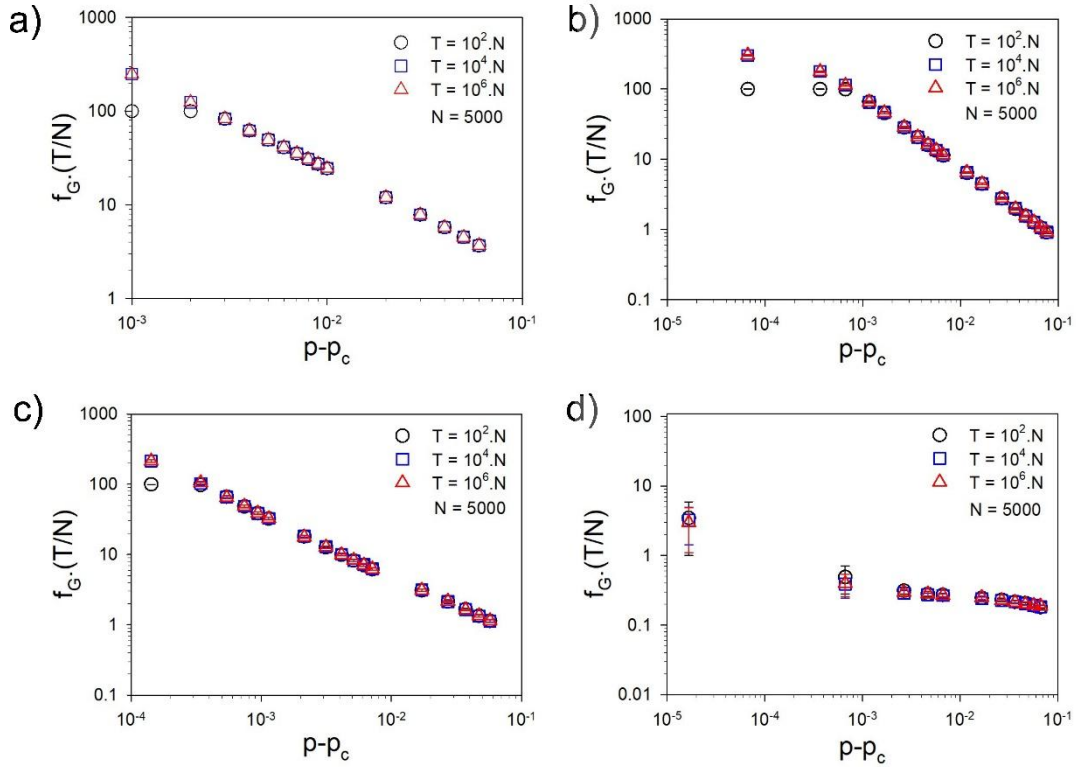 a)
1000
100
10
1
f_G.(T/N)
10^-3
10^-2
10^-1
p-p_c
T = 10^2.N
T = 10^4.N
T = 10^6.N
N = 5000
b)
1000
100
10
1
0.1
f_G.(T/N)
10^-5
10^-4
10^-3
10^-2
10^-1
p-p_c
T = 10^2.N
T = 10^4.N
T = 10^6.N
N = 5000
c)
1000
100
10
1
0.1
f_G.(T/N)
10^-4
10^-3
10^-2
10^-1
p-p_c
T = 10^2.N
T = 10^4.N
T = 10^6.N
N = 5000
d)
100
10
1
0.1
0.01
f_G.(T/N)
10^-5
10^-4
10^-3
10^-2
10^-1
p-p_c
T = 10^2.N
T = 10^4.N
T = 10^6.N
N = 5000